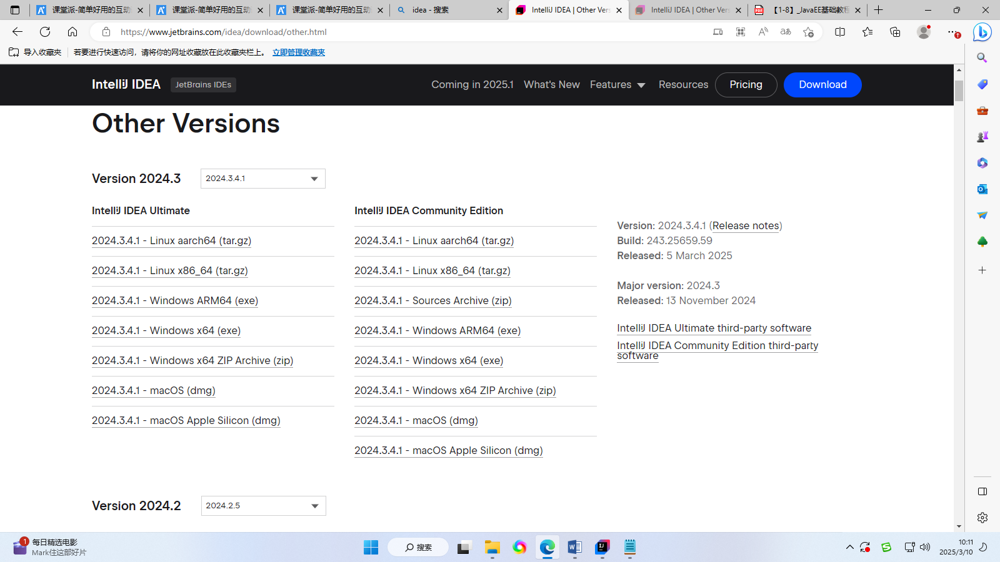 课堂派-简单好用的互动
课堂派-简单好用的互动
课堂派-简单好用的互动
idea - 搜索
IntelliJ IDEA | Other Vers
IntelliJ IDEA | Other Vers
【1-8】_JavaEE基础教程
https://www.jetbrains.com/idea/download/other.html
导入收藏夹
若要进行快速访问，请将你的网址收藏放在此收藏夹栏上。 立即管理收藏夹
IntelliJ IDEA
JetBrains IDEs
Coming in 2025.1
What's New
Features
Resources
Pricing
Download
Other Versions
Version 2024.3
2024.3.4.1
IntelliJ IDEA Ultimate
2024.3.4.1 - Linux aarch64 (tar.gz)
2024.3.4.1 - Linux x86_64 (tar.gz)
2024.3.4.1 - Windows ARM64 (exe)
2024.3.4.1 - Windows x64 (exe)
2024.3.4.1 - Windows x64 ZIP Archive (zip)
2024.3.4.1 - macOS (dmg)
2024.3.4.1 - macOS Apple Silicon (dmg)
IntelliJ IDEA Community Edition
2024.3.4.1 - Linux aarch64 (tar.gz)
2024.3.4.1 - Linux x86_64 (tar.gz)
2024.3.4.1 - Sources Archive (zip)
2024.3.4.1 - Windows ARM64 (exe)
2024.3.4.1 - Windows x64 (exe)
2024.3.4.1 - Windows x64 ZIP Archive (zip)
2024.3.4.1 - macOS (dmg)
2024.3.4.1 - macOS Apple Silicon (dmg)
Version: 2024.3.4.1 (Release notes)
Build: 243.25659.59
Released: 5 March 2025
Major version: 2024.3
Released: 13 November 2024
IntelliJ IDEA Ultimate third-party software
IntelliJ IDEA Community Edition third-party
software
Version 2024.2
2024.2.5
1
每日精选电影
Mark住这部好片
搜索
10:11
2025/3/10